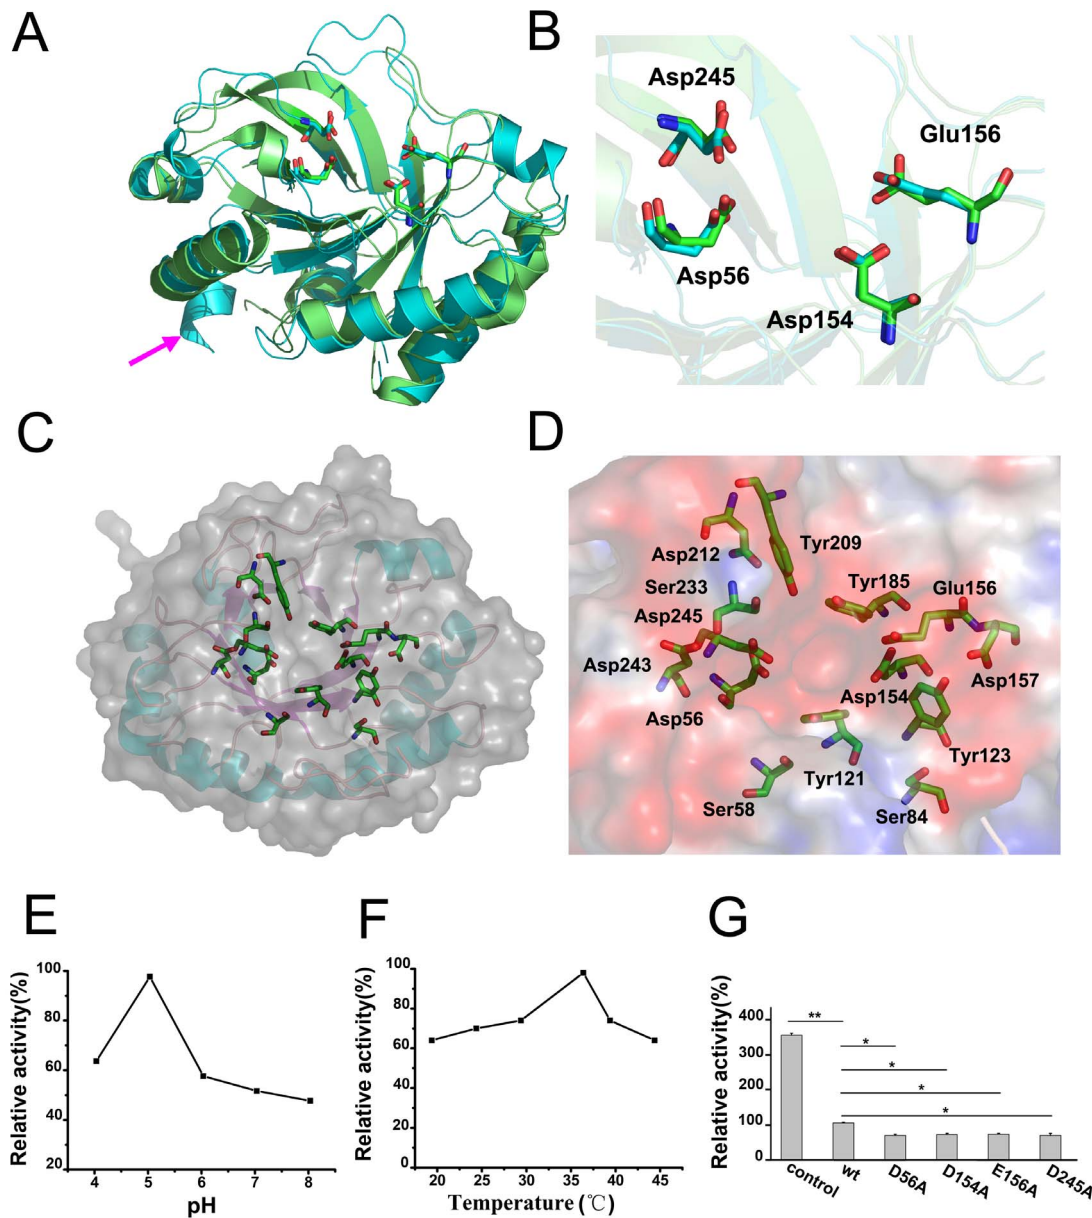 A
B
Asp245
Glu156
Asp56
Asp154
C
D
Asp212
Tyr209
Ser233
Tyr185
Glu156
Asp245
Asp243
Asp154
Asp157
Asp56
Tyr123
Tyr121
Ser58
Ser84
E
Relative activity(%)
100
80
60
40
20
4 5 6 7 8
pH
F
Relative activity(%)
100
80
60
40
20
0
20 25 30 35 40 45
Temperature (℃)
G
Relative activity(%)
400
300
200
100
0
**
*
*
*
*
control wt D56A D154A E156A D245A